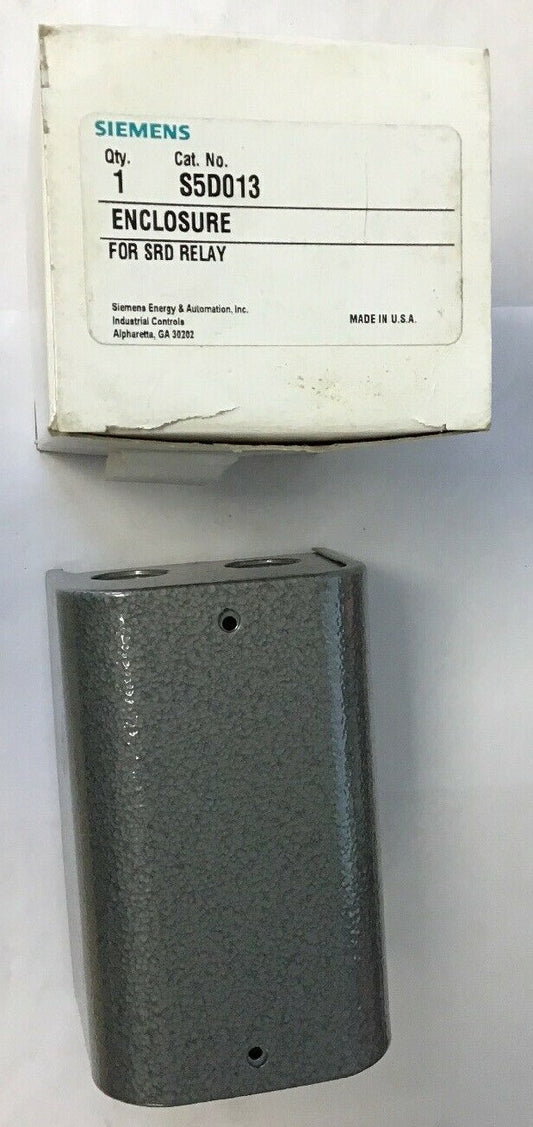 SIEMENS
Qty. Cat. No.
1 S5D013
ENCLOSURE
FOR SRD RELAY
Siemens Energy & Automation, Inc.
Industrial Controls
Alpharetta, GA 30202
MADE IN U.S.A.